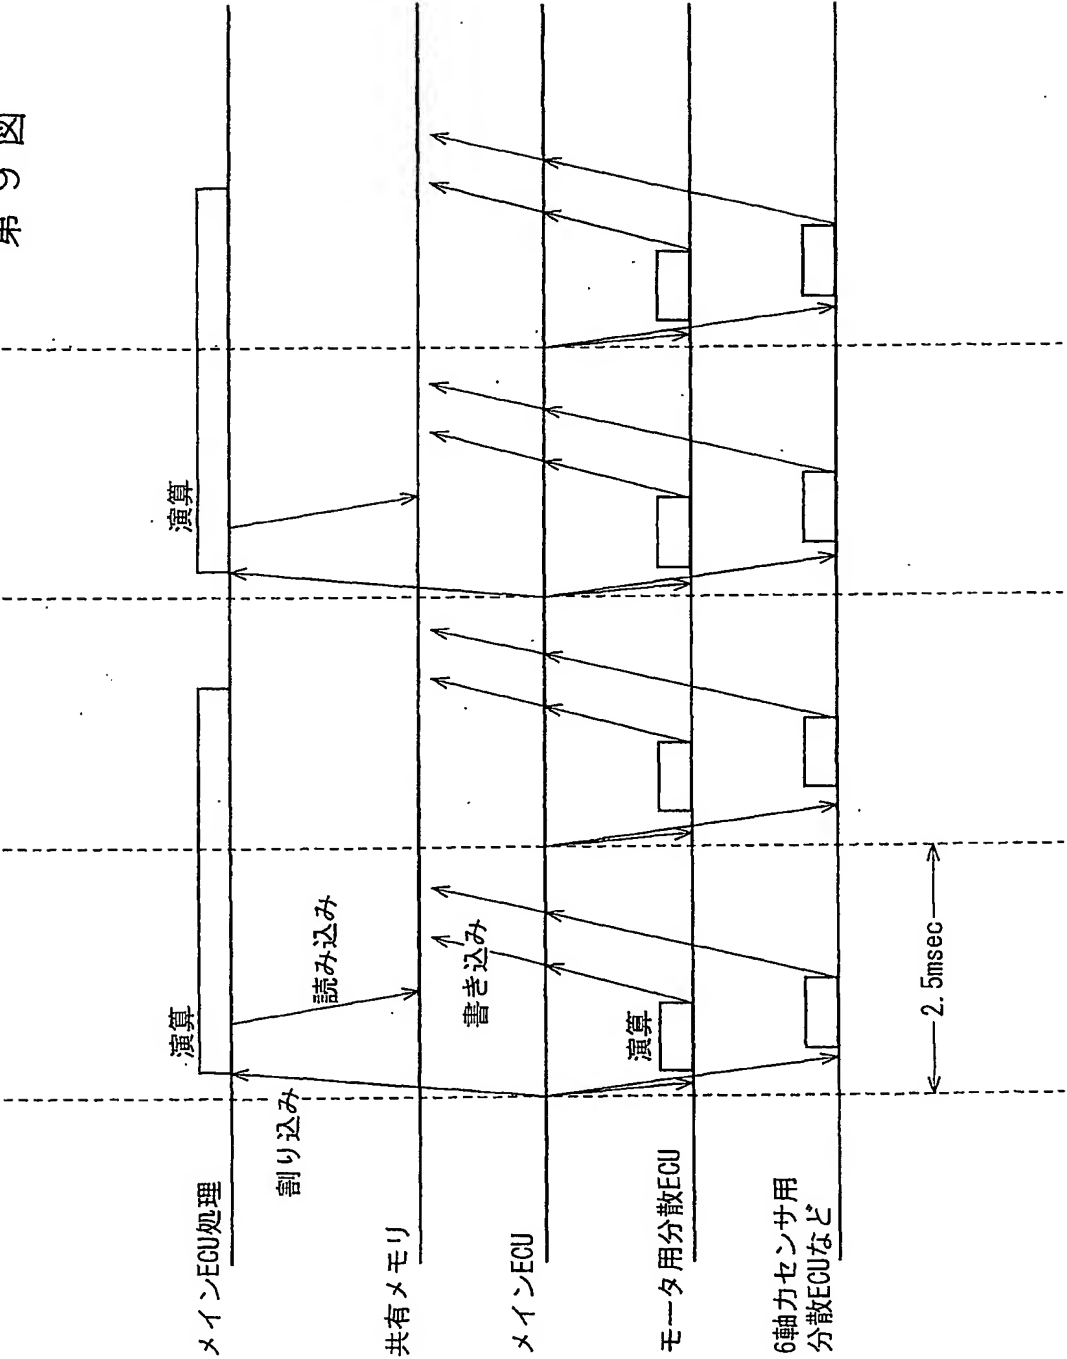 第9図
メインECU処理
共有メモリ
メインECU
モータ用分散ECU
6軸力センサ用
分散ECUなど
割り込み
演算
読み込み
書き込み
演算
演算
2.5msec